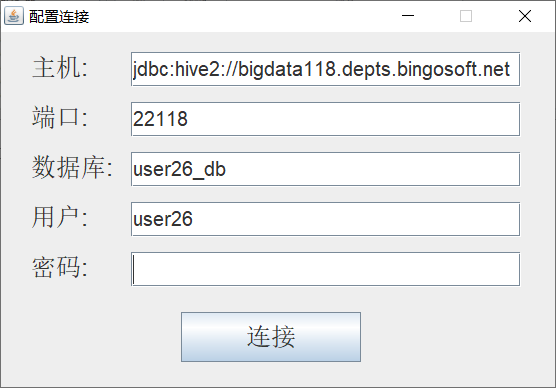 配置连接
主机: jdbc:hive2://bigdata118.depts.bingosoft.net
端口: 22118
数据库: user26_db
用户: user26
密码:
连接